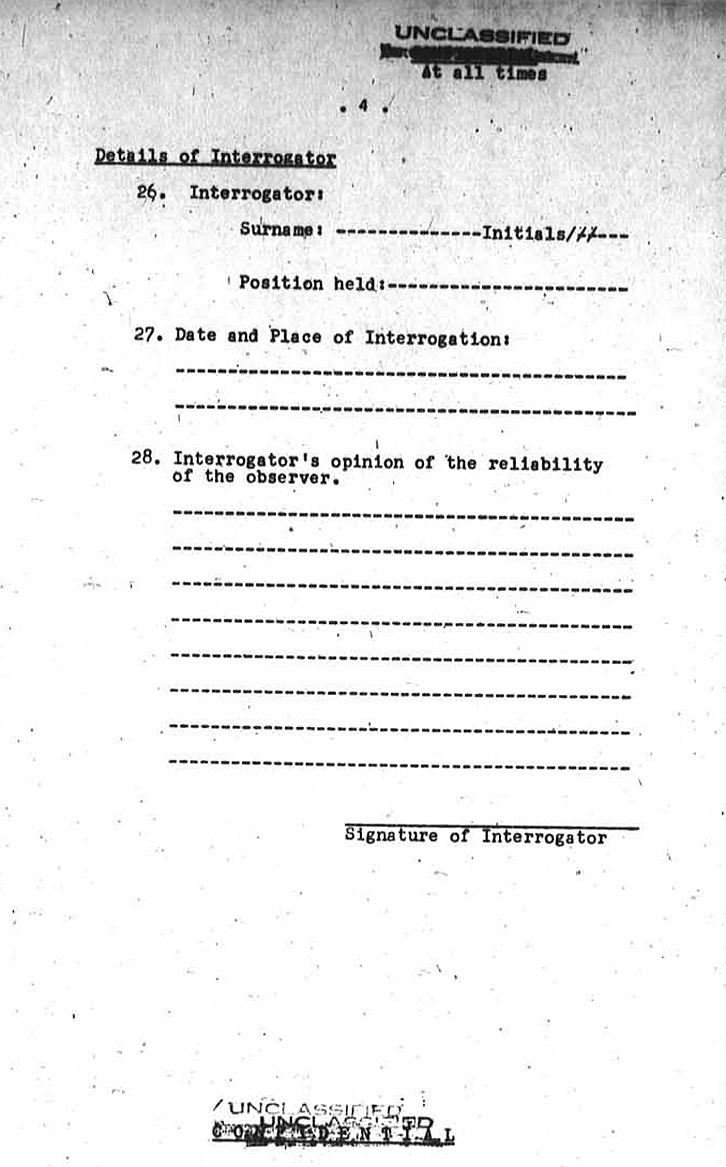 UNCLASSIFIED
At all times
. 4 .
Details of Interrogator
26. Interrogator:
Surname: --------------Initials/------
Position held:-----------------------
27. Date and Place of Interrogation:
-------------------------------------------
--------------------------------------------
28. Interrogator's opinion of the reliability
of the observer.
--------------------------------------------
--------------------------------------------
--------------------------------------------
--------------------------------------------
--------------------------------------------
--------------------------------------------
--------------------------------------------
--------------------------------------------
Signature of Interrogator
UNCLASSIFIED
UNCLASSIFIED
CONFIDENTIAL